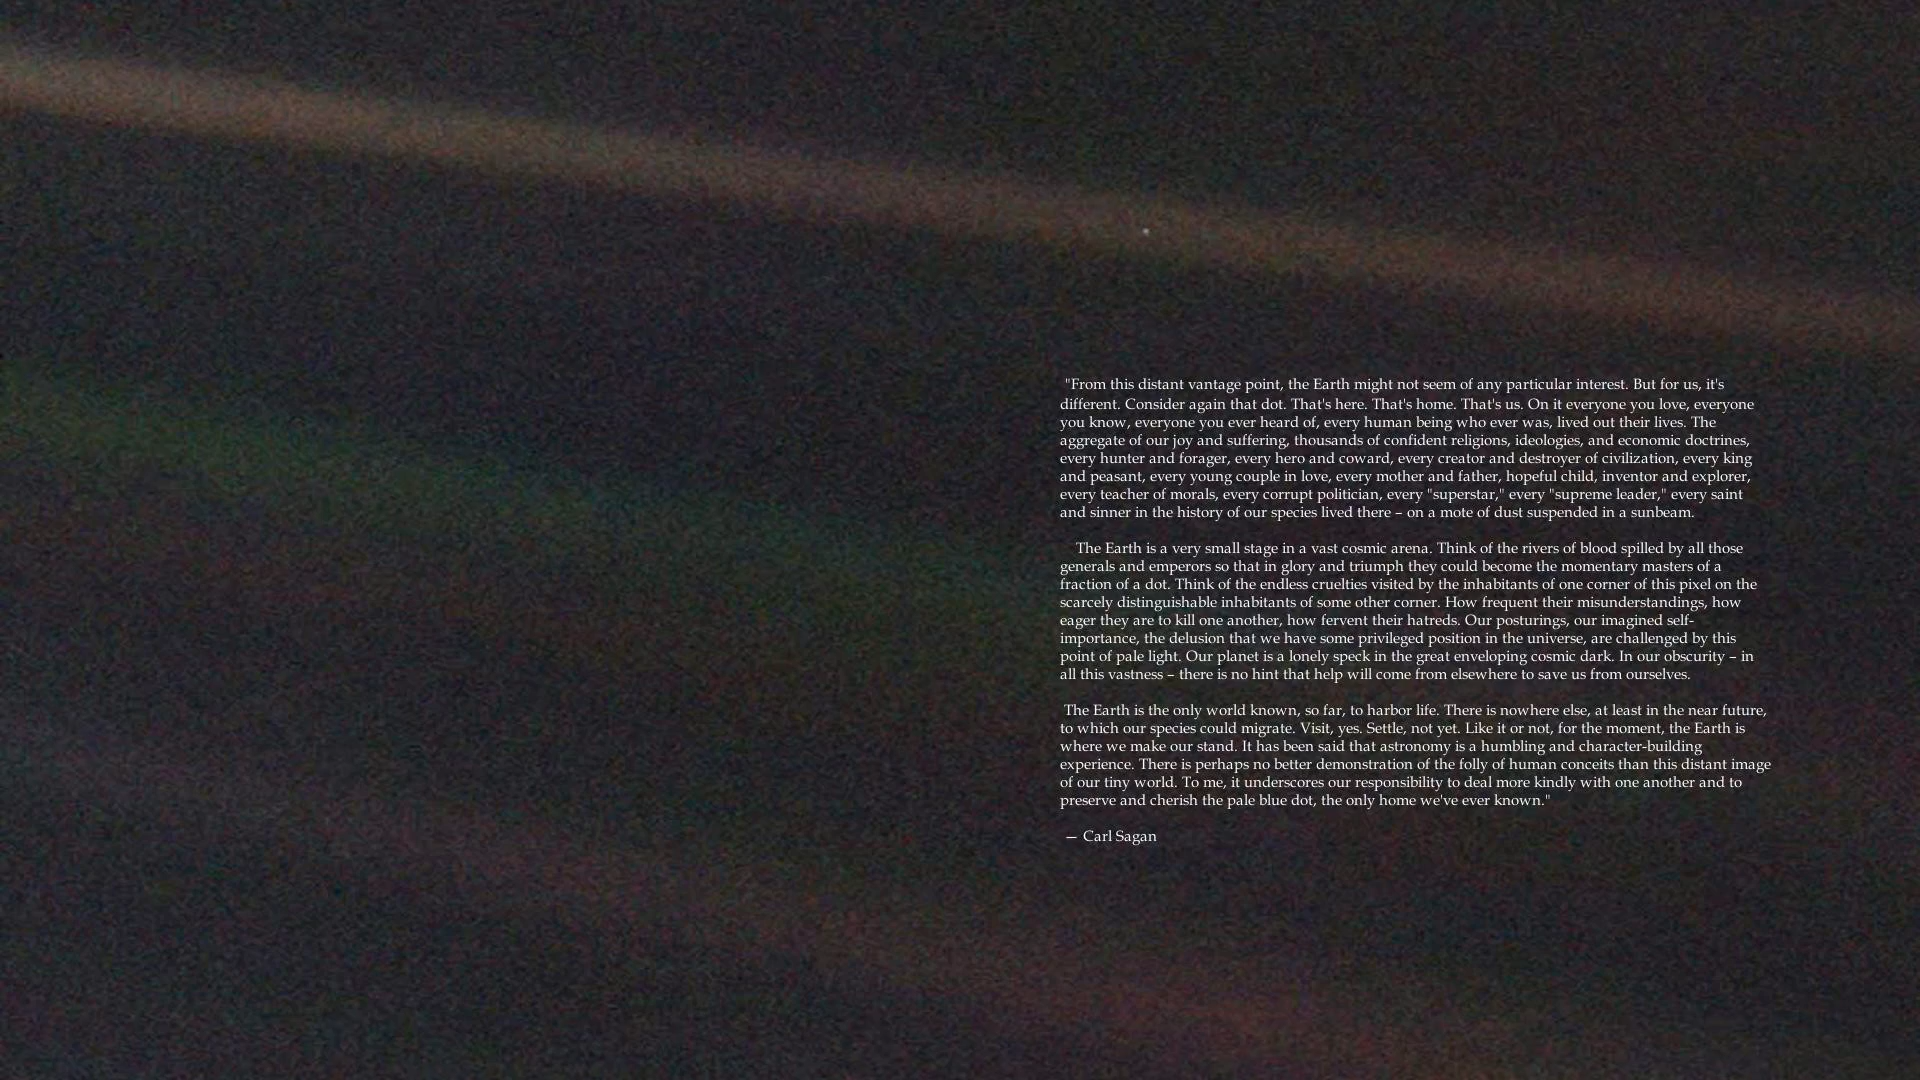 "From this distant vantage point, the Earth might not seem of any particular interest. But for us, it's
different. Consider again that dot. That's here. That's home. That's us. On it everyone you love, everyone
you know, everyone you ever heard of, every human being who ever was, lived out their lives. The
aggregate of our joy and suffering, thousands of confident religions, ideologies, and economic doctrines,
every hunter and forager, every hero and coward, every creator and destroyer of civilization, every king
and peasant, every young couple in love, every mother and father, hopeful child, inventor and explorer,
every teacher of morals, every corrupt politician, every "superstar," every "supreme leader," every saint
and sinner in the history of our species lived there – on a mote of dust suspended in a sunbeam.
The Earth is a very small stage in a vast cosmic arena. Think of the rivers of blood spilled by all those
generals and emperors so that in glory and triumph they could become the momentary masters of a
fraction of a dot. Think of the endless cruelties visited by the inhabitants of one corner of this pixel on the
scarcely distinguishable inhabitants of some other corner. How frequent their misunderstandings, how
eager they are to kill one another, how fervent their hatreds. Our posturings, our imagined self-
importance, the delusion that we have some privileged position in the universe, are challenged by this
point of pale light. Our planet is a lonely speck in the great enveloping cosmic dark. In our obscurity – in
all this vastness – there is no hint that help will come from elsewhere to save us from ourselves.
The Earth is the only world known, so far, to harbor life. There is nowhere else, at least in the near future,
to which our species could migrate. Visit, yes. Settle, not yet. Like it or not, for the moment, the Earth is
where we make our stand. It has been said that astronomy is a humbling and character-building
experience. There is perhaps no better demonstration of the folly of human conceits than this distant image
of our tiny world. To me, it underscores our responsibility to deal more kindly with one another and to
preserve and cherish the pale blue dot, the only home we've ever known."
— Carl Sagan